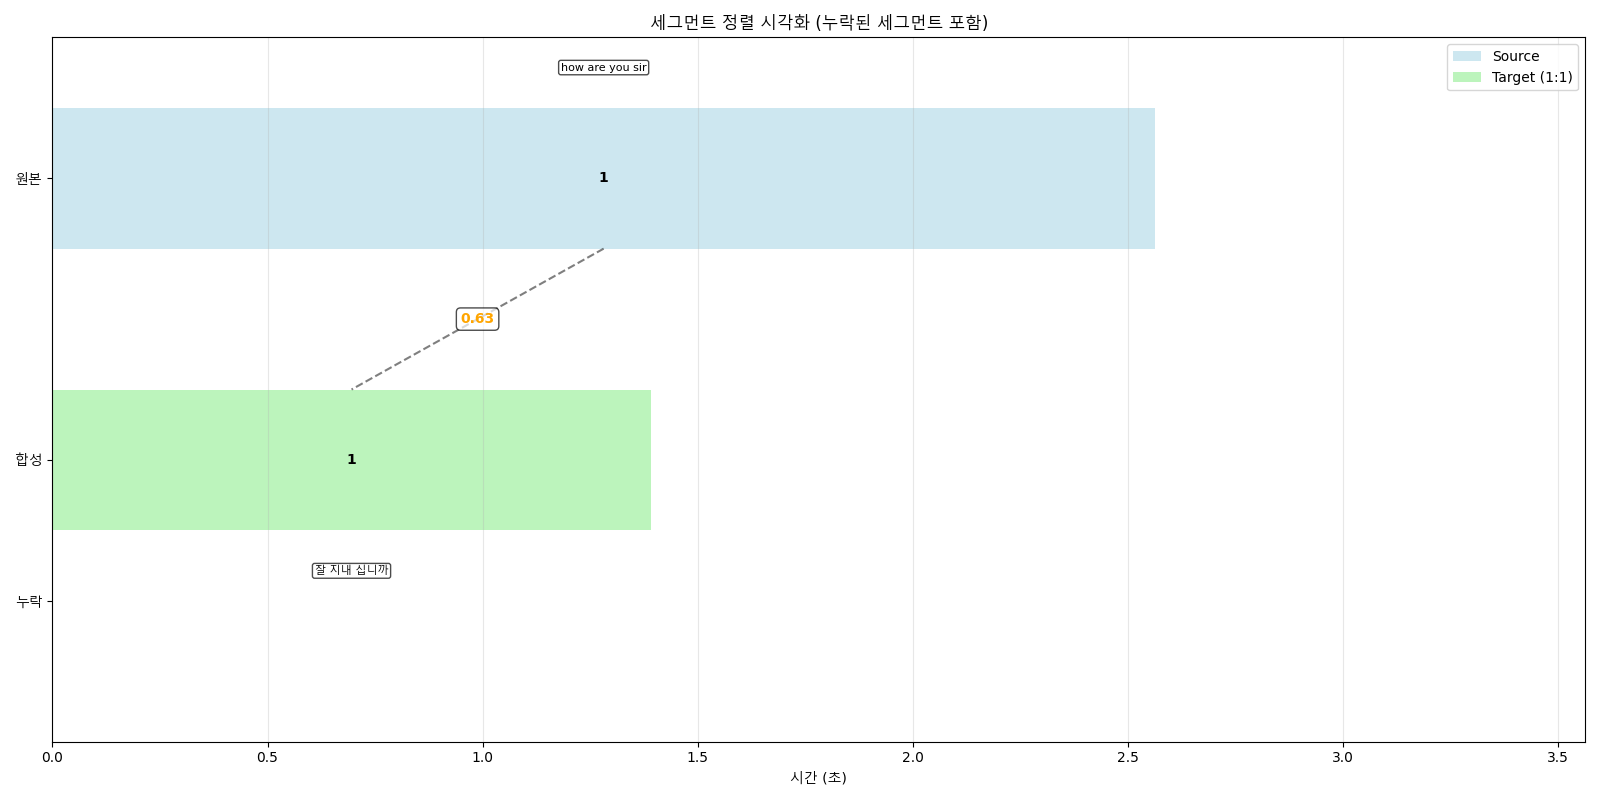 세그먼트 정렬 시각화 (누락된 세그먼트 포함)
how are you sir
Source
Target (1:1)
원본
1
0.63
합성
1
잘 지내 십니까
누락
0.0 0.5 1.0 1.5 2.0 2.5 3.0 3.5
시간 (초)